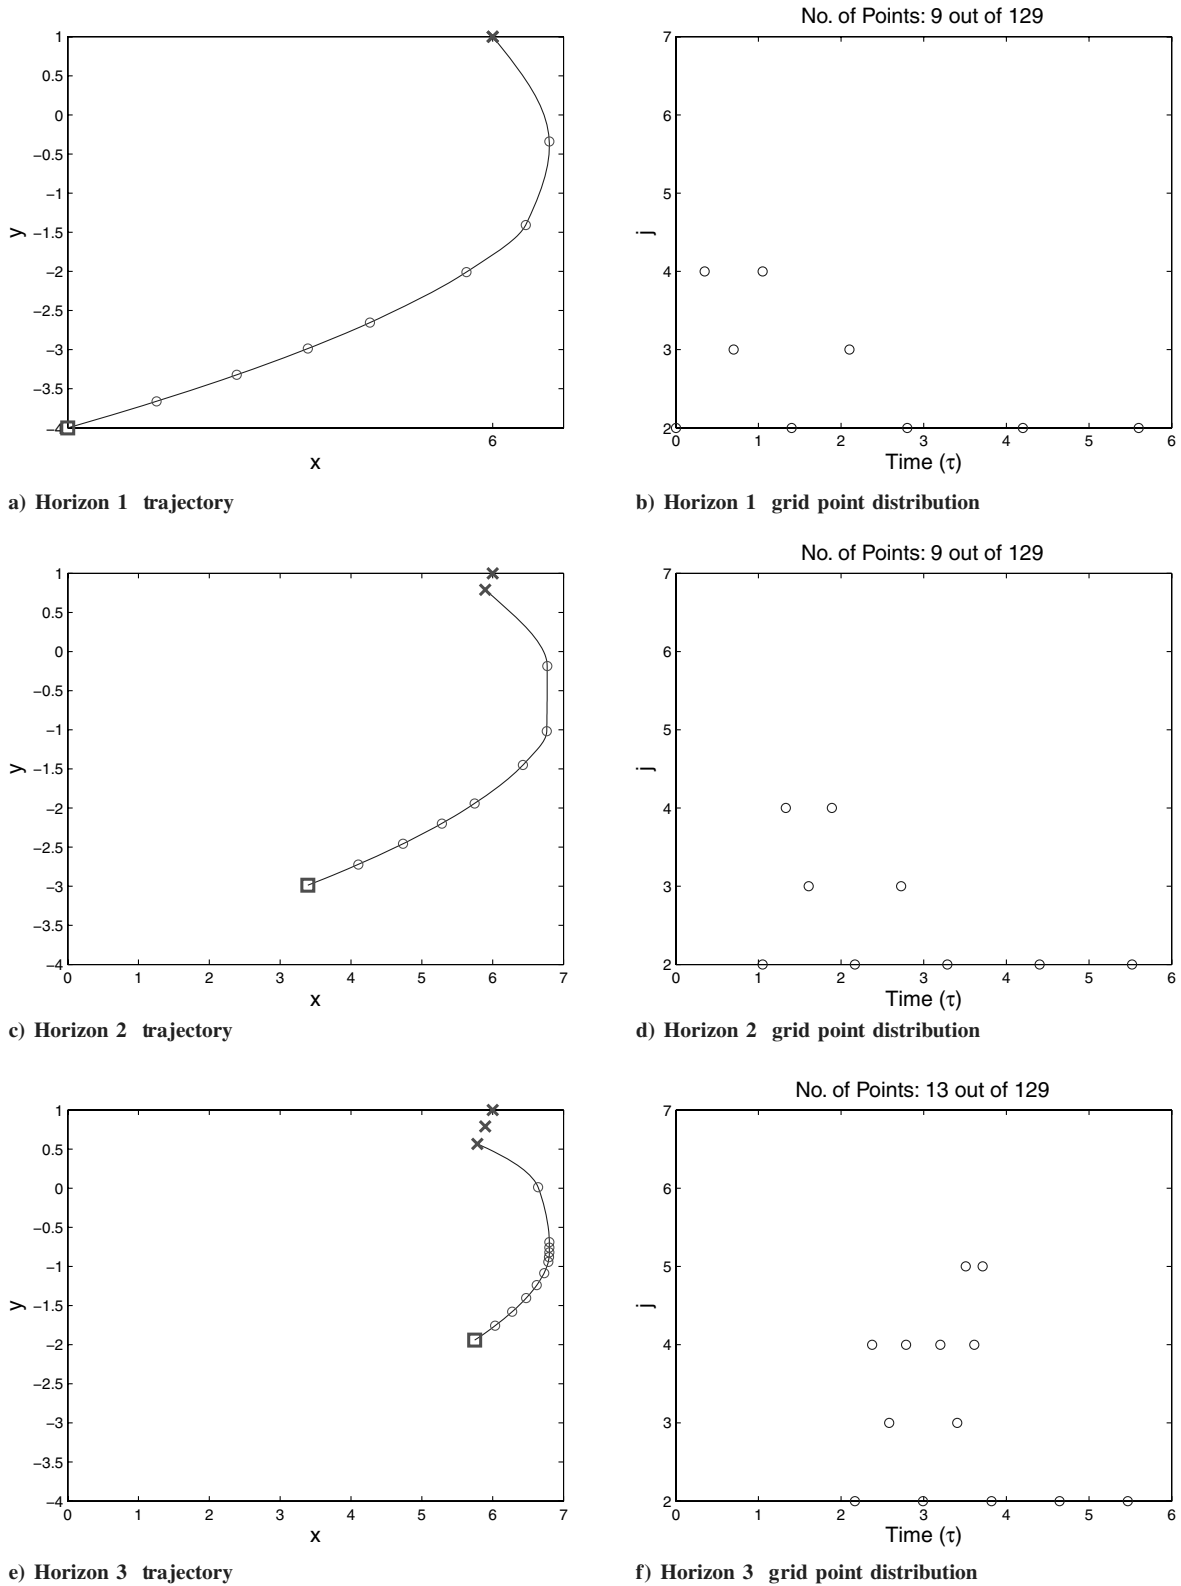 1
0.5
0
−0.5
−1
−1.5
−2
−2.5
−3
−3.5
−4
y
6
x
No. of Points: 9 out of 129
7
6
5
4
3
2
j
0 1 2 3 4 5 6
Time (τ)
a) Horizon 1 trajectory
b) Horizon 1 grid point distribution
1
0.5
0
−0.5
−1
−1.5
−2
−2.5
−3
−3.5
−4
y
0 1 2 3 4 5 6 7
x
No. of Points: 9 out of 129
7
6
5
4
3
2
j
0 1 2 3 4 5 6
Time (τ)
c) Horizon 2 trajectory
d) Horizon 2 grid point distribution
1
0.5
0
−0.5
−1
−1.5
−2
−2.5
−3
−3.5
−4
y
0 1 2 3 4 5 6 7
x
No. of Points: 13 out of 129
7
6
5
4
3
2
j
0 1 2 3 4 5 6
Time (τ)
e) Horizon 3 trajectory
f) Horizon 3 grid point distribution